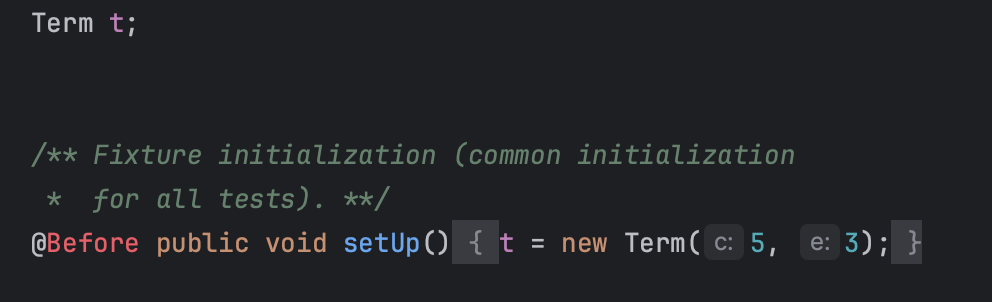 Term t;
/** Fixture initialization (common initialization
* for all tests). **/
@Before public void setUp() { t = new Term( c: 5, e: 3); }